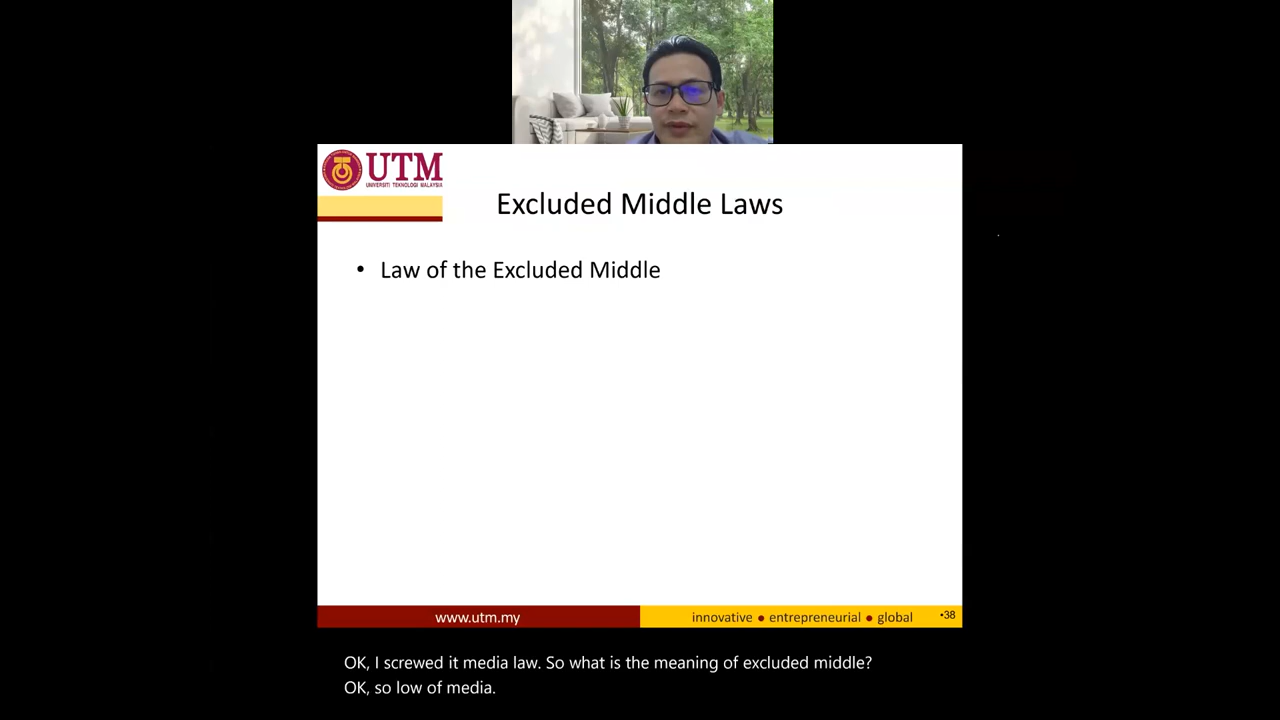 UTM
UNIVERSITI TEKNOLOGI MALAYSIA
Excluded Middle Laws
• Law of the Excluded Middle
www.utm.my
innovative ● entrepreneurial ● global
•38
OK, I screwed it media law. So what is the meaning of excluded middle?
OK, so low of media.